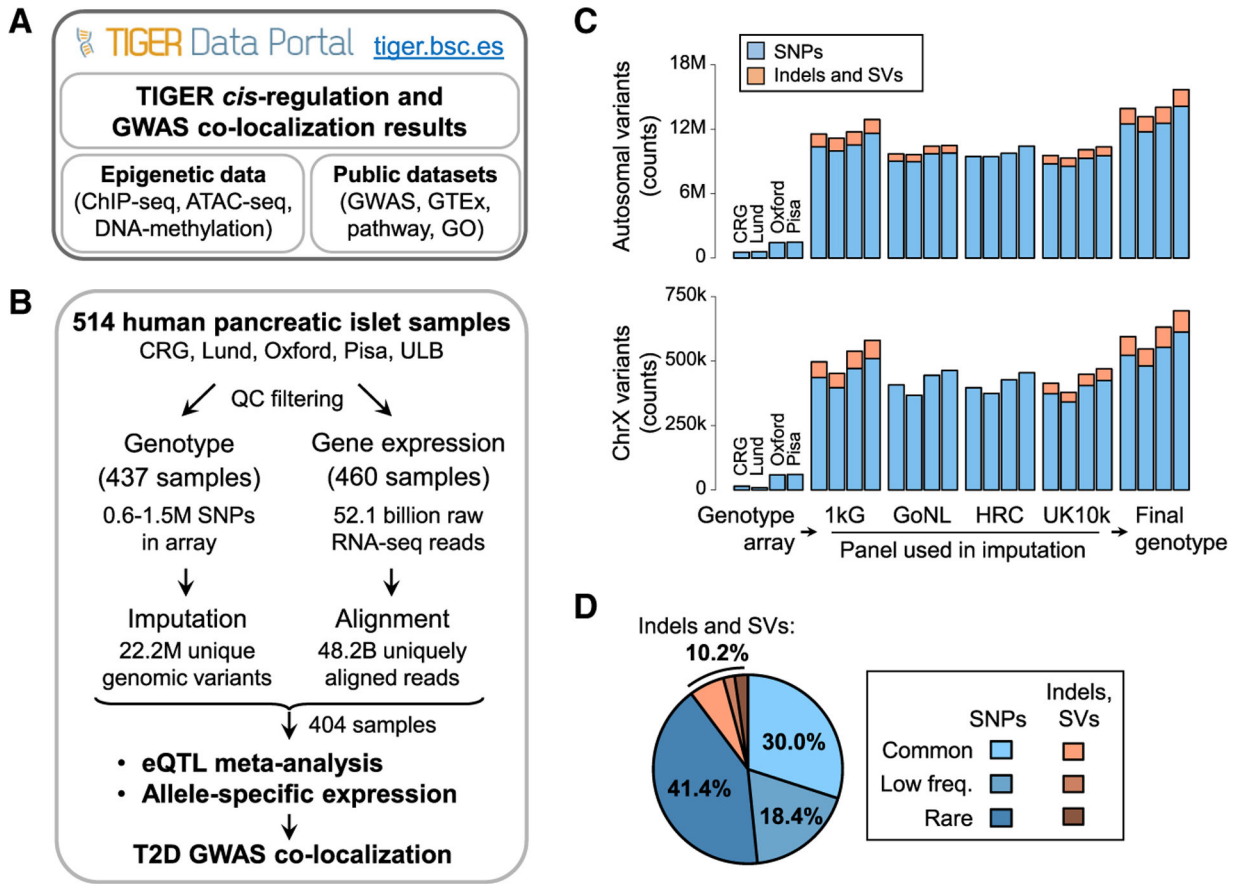 A
TIGER Data Portal tiger.bsc.es
TIGER cis-regulation and
GWAS co-localization results
Epigenetic data
(ChIP-seq, ATAC-seq,
DNA-methylation)
Public datasets
(GWAS, GTEx,
pathway, GO)
B
514 human pancreatic islet samples
CRG, Lund, Oxford, Pisa, ULB
QC filtering
Genotype
(437 samples)
0.6-1.5M SNPs
in array
Imputation
22.2M unique
genomic variants
Gene expression
(460 samples)
52.1 billion raw
RNA-seq reads
Alignment
48.2B uniquely
aligned reads
404 samples
• eQTL meta-analysis
• Allele-specific expression
T2D GWAS co-localization
C
SNPs
Indels and SVs
Autosomal variants
(counts)
18M
12M
6M
0
CRG
Lund
Oxford
Pisa
ChrX variants
(counts)
750k
500k
250k
0
CRG
Lund
Oxford
Pisa
Genotype
array
1kG
GoNL
HRC
UK10k
Panel used in imputation
Final
genotype
D
Indels and SVs:
10.2%
30.0%
41.4%
18.4%
SNPs
Indels,
SVs
Common
Low freq.
Rare